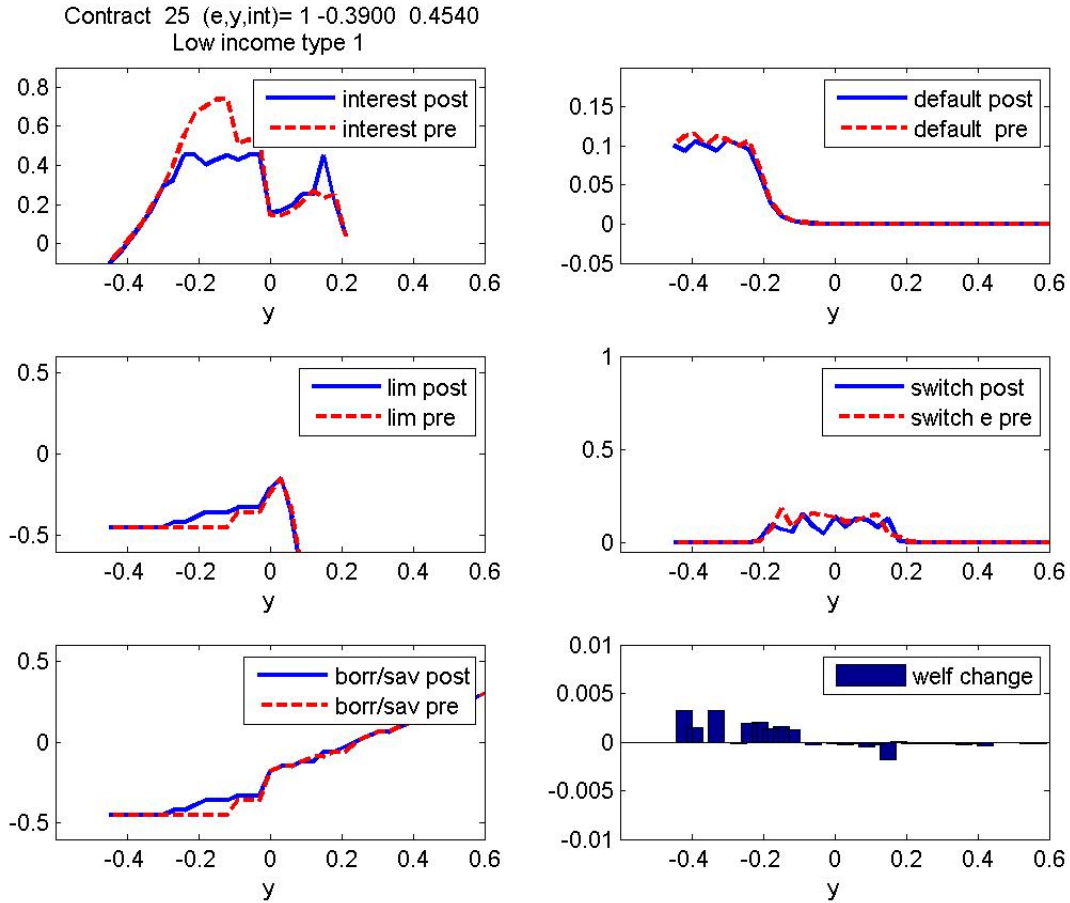 Contract  25  (e,y,int)= 1 -0.3900  0.4540
Low income type 1
0.8
0.6
0.4
0.2
0
interest post
interest pre
-0.4 -0.2 0 0.2 0.4 0.6
y
0.15
0.1
0.05
0
-0.05
default post
default  pre
-0.4 -0.2 0 0.2 0.4 0.6
y
0.5
0
-0.5
lim post
lim pre
-0.4 -0.2 0 0.2 0.4 0.6
y
1
0.5
0
switch post
switch e pre
-0.4 -0.2 0 0.2 0.4 0.6
y
0.5
0
-0.5
borr/sav post
borr/sav pre
-0.4 -0.2 0 0.2 0.4 0.6
y
0.01
0.005
0
-0.005
-0.01
welf change
-0.4 -0.2 0 0.2 0.4 0.6
y